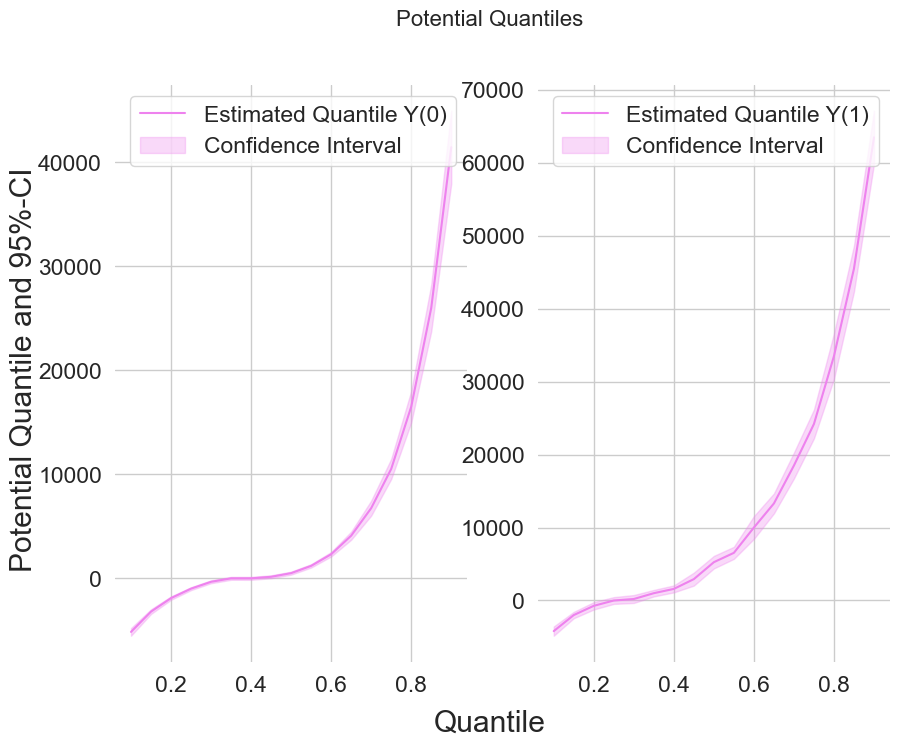 Potential Quantiles
Potential Quantile and 95%-CI
Estimated Quantile Y(0)
Confidence Interval
40000
30000
20000
10000
0
0.2 0.4 0.6 0.8
Estimated Quantile Y(1)
Confidence Interval
70000
60000
50000
40000
30000
20000
10000
0
0.2 0.4 0.6 0.8
Quantile